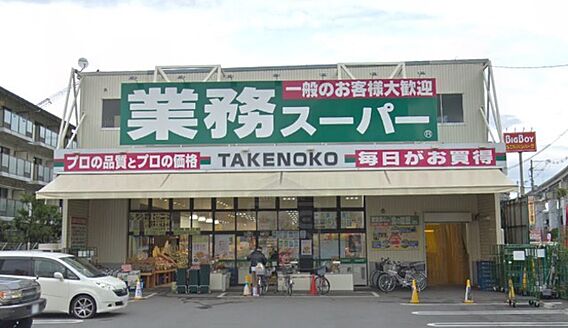 一般のお客様大歓迎
業務スーパー®
BigBoy
プロの品質とプロの価格
TAKENOKO
毎日がお買得